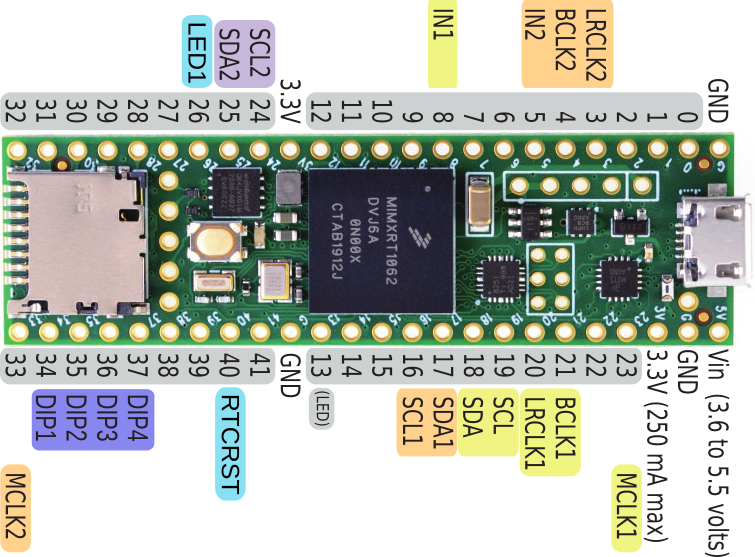 GND Vin (3.6 to 5.5 volts)
0 GND
1 3.3V (250 mA max)
2 23 MCLK1
LRCLK2 3 22
BCLK2 4 21 BCLK1
IN2 5 20 LRCLK1
6 19 SCL
7 18 SDA
IN1 8 17 SDA1
9 16 SCL1
10 15
11 14
12 13 (LED)
3.3V GND
SCL2 24 41
SDA2 25 40 RTCRST
LED1 26 39
27 38
28 37 DIP4
29 36 DIP3
30 35 DIP2
31 34 DIP1
32 33 MCLK2
MIMXRT1062
DVJ6A
0N00X
CTAB1912J